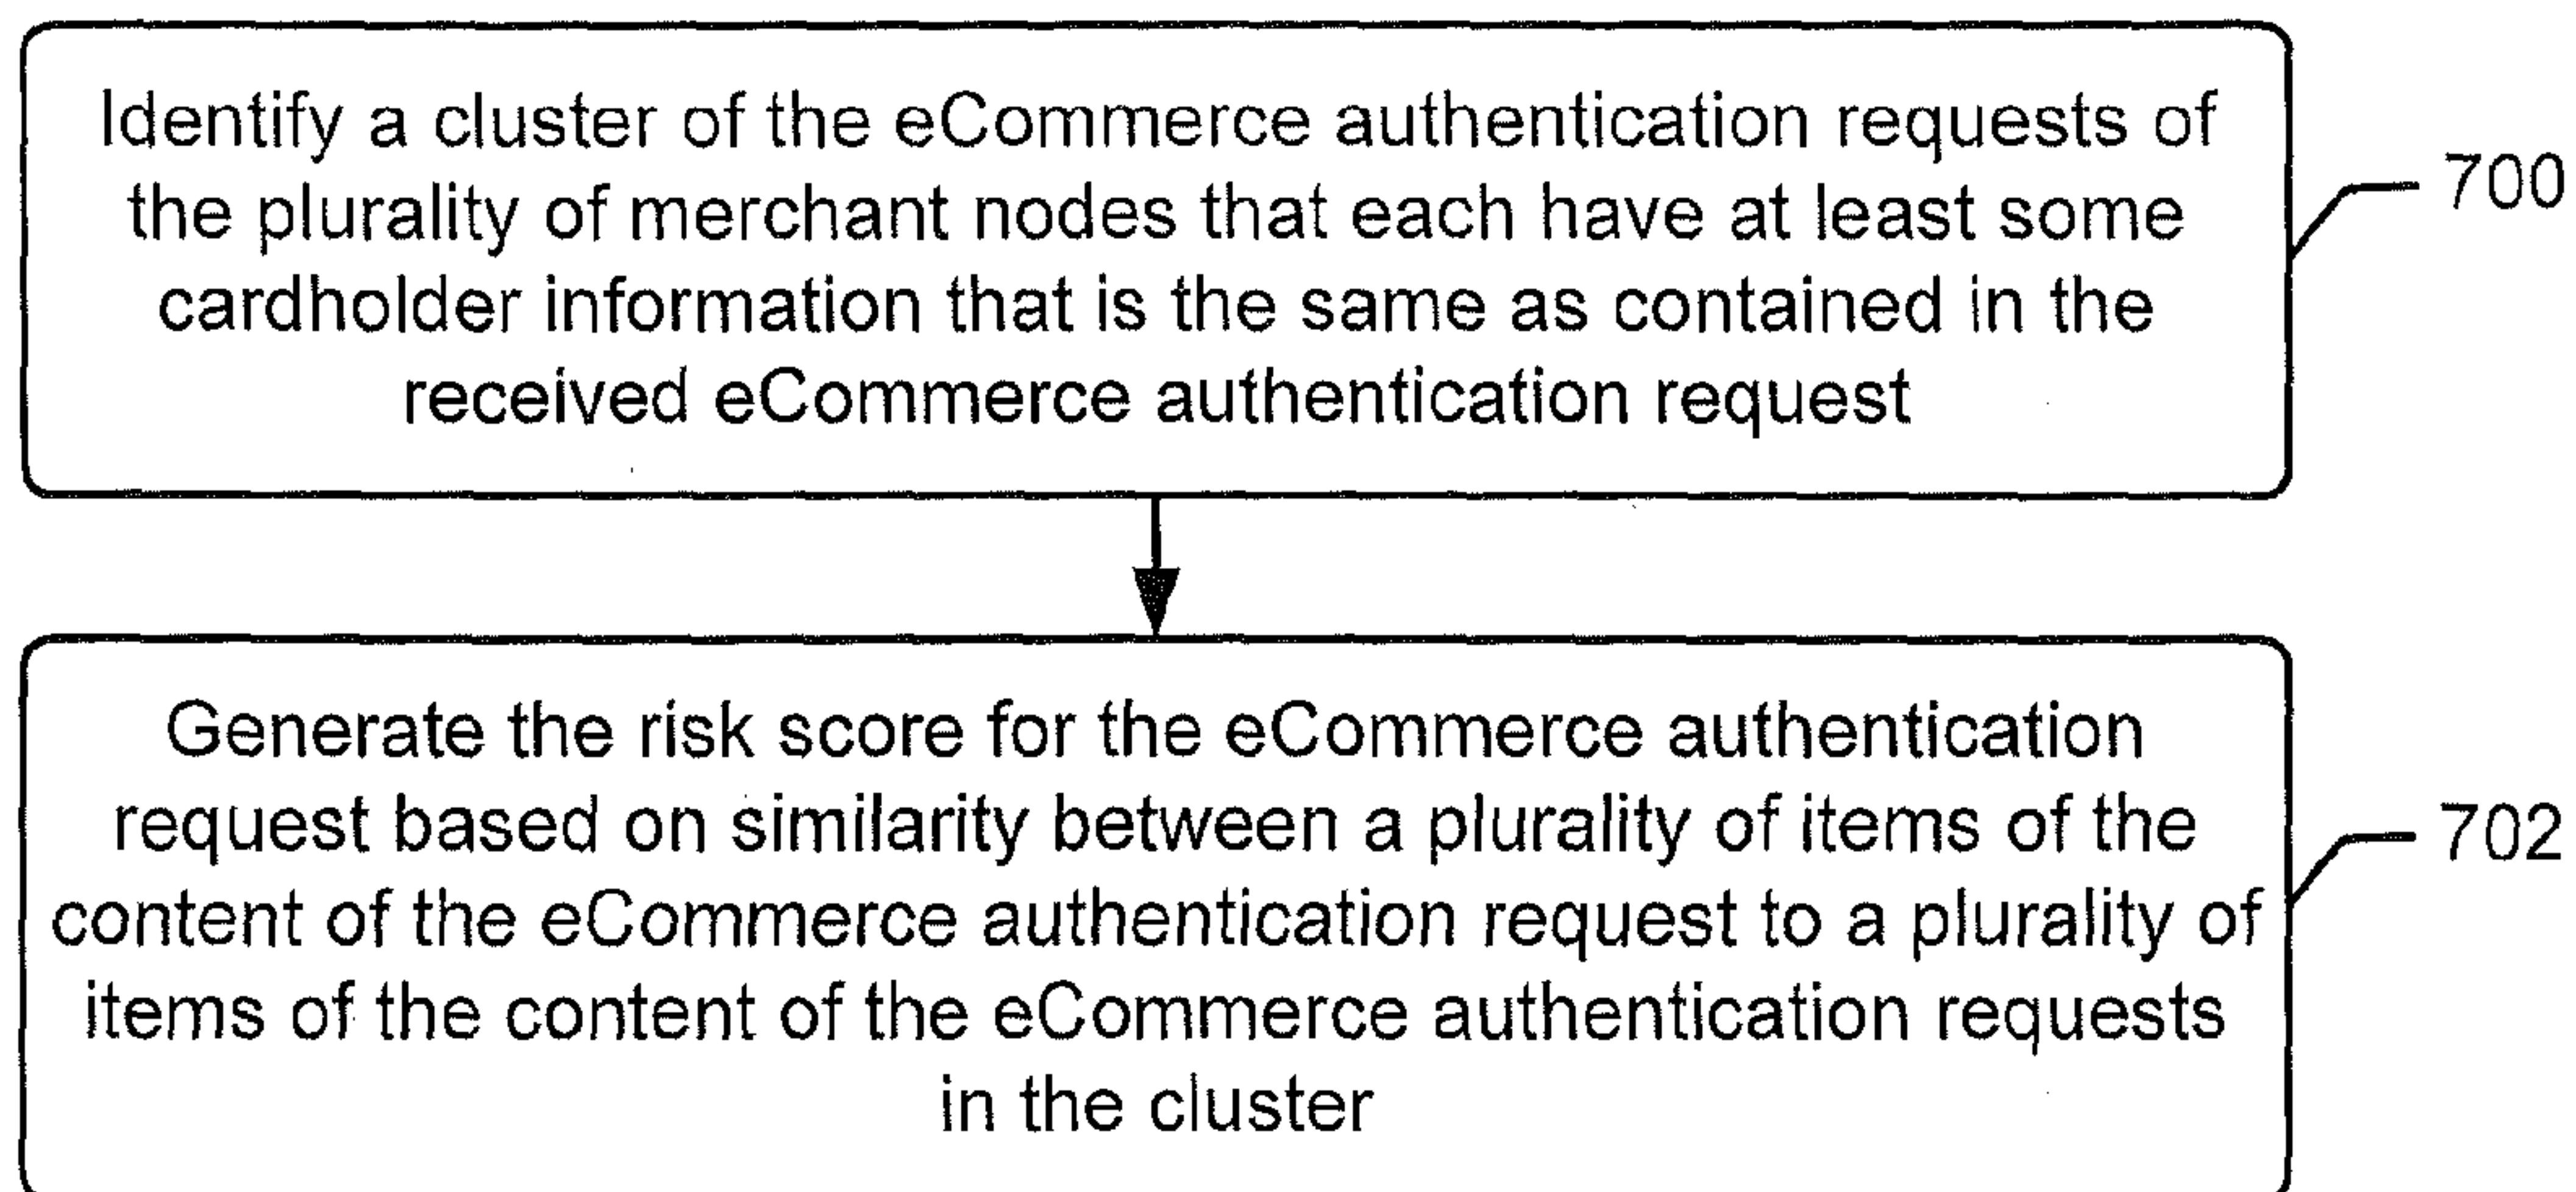 Identify a cluster of the eCommerce authentication requests of
the plurality of merchant nodes that each have at least some
cardholder information that is the same as contained in the
received eCommerce authentication request
700
Generate the risk score for the eCommerce authentication
request based on similarity between a plurality of items of the
content of the eCommerce authentication request to a plurality of
items of the content of the eCommerce authentication requests
in the cluster
702